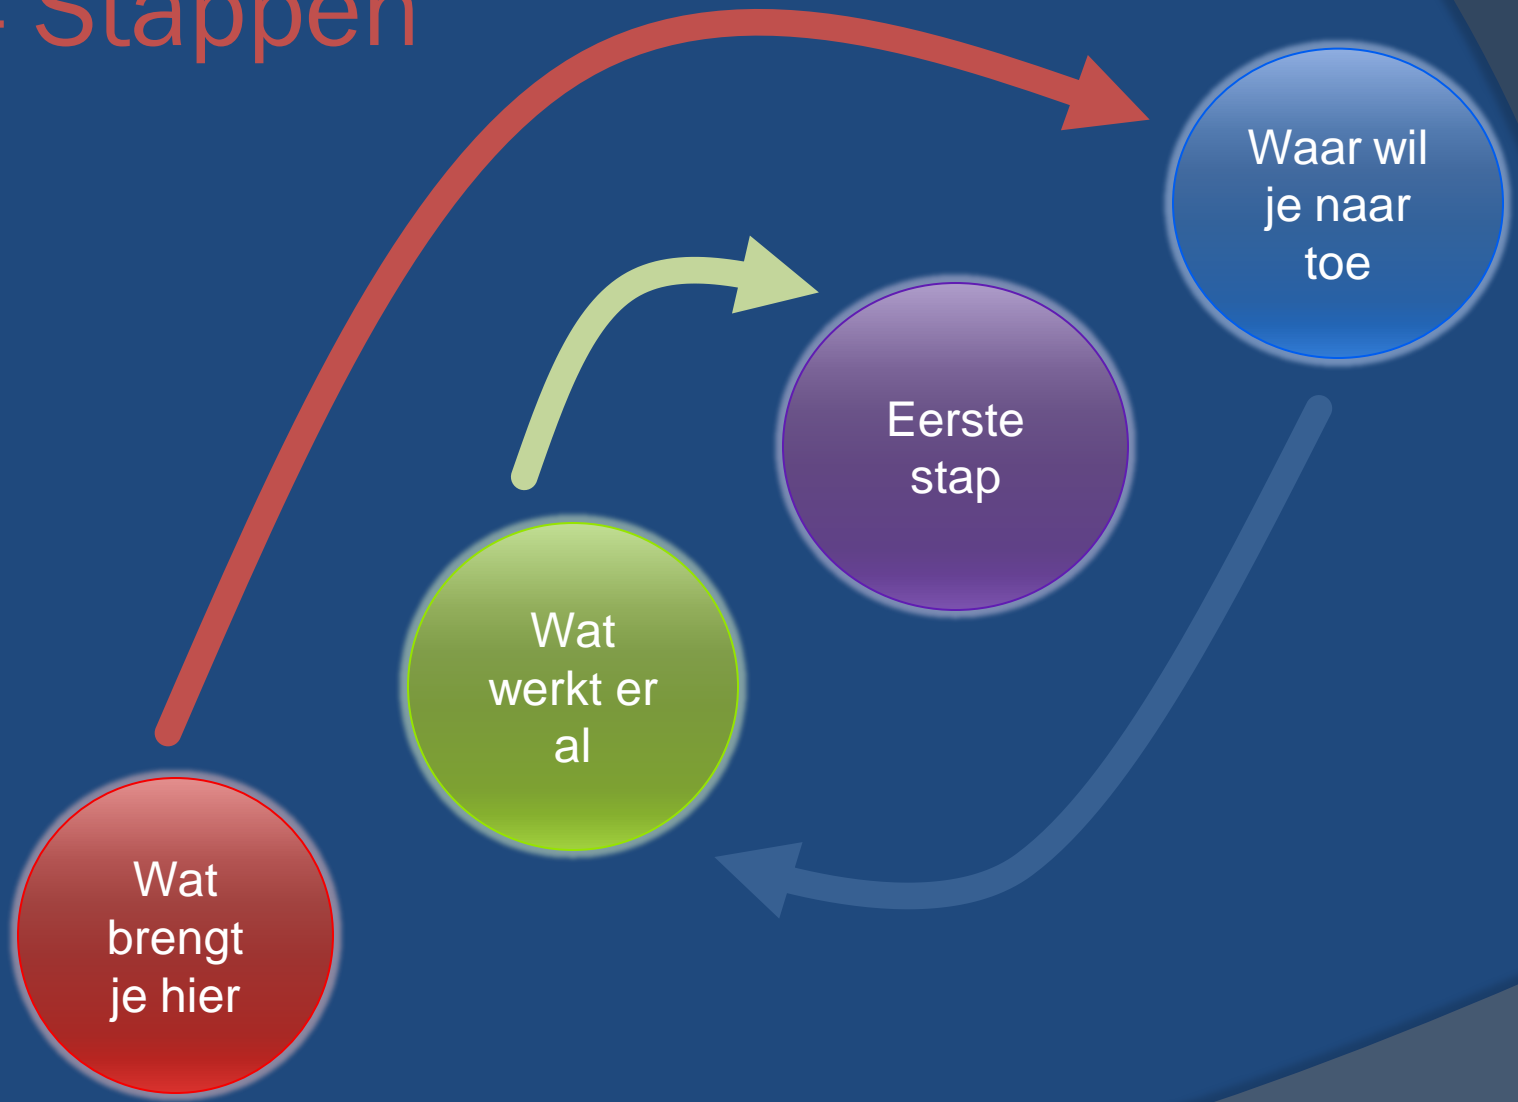 Stappen
Waar wil
je naar
toe
Eerste
stap
Wat
werkt er
al
Wat
brengt
je hier